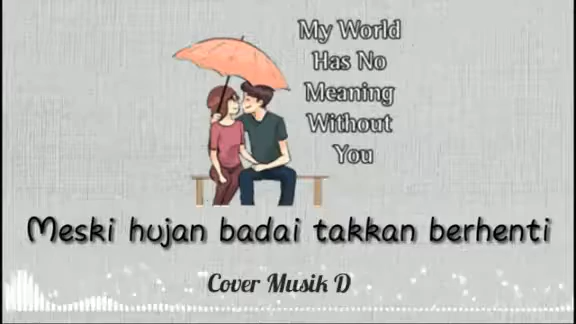 My World
Has No
Meaning
Without
You
Meski hujan badai takkan berhenti
Cover Musik D